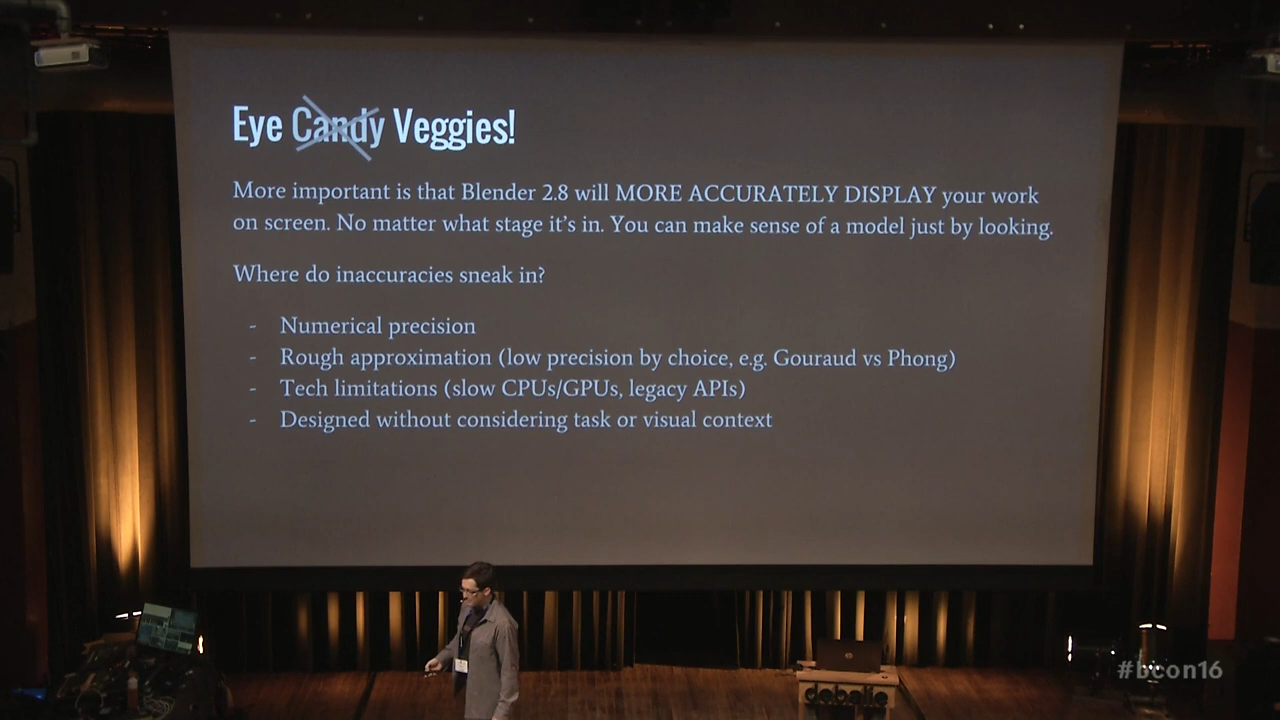 Eye Candy Veggies!
More important is that Blender 2.8 will MORE ACCURATELY DISPLAY your work
on screen. No matter what stage it's in. You can make sense of a model just by looking.
Where do inaccuracies sneak in?
- Numerical precision
- Rough approximation (low precision by choice, e.g. Gouraud vs Phong)
- Tech limitations (slow CPUs/GPUs, legacy APIs)
- Designed without considering task or visual context
#bcon16
debalie